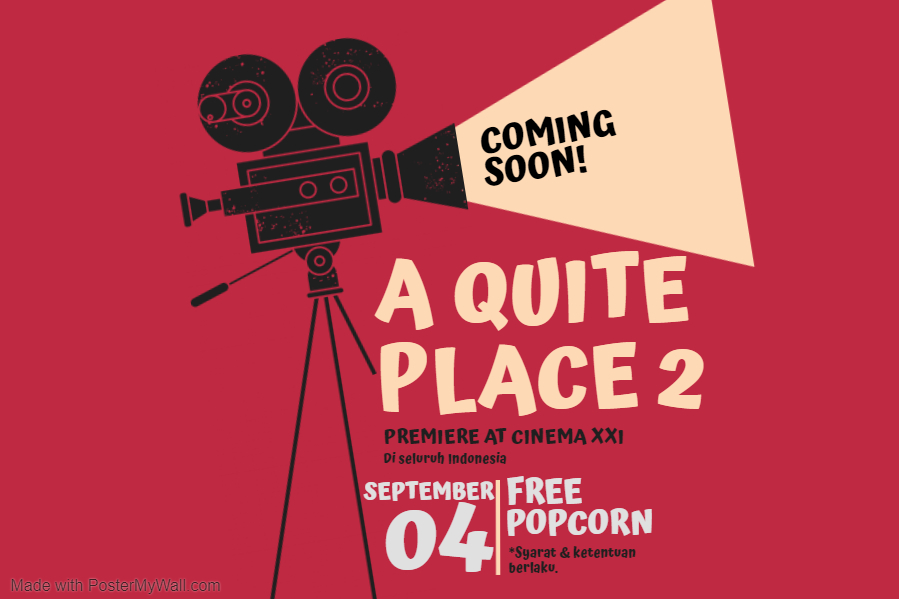 COMING
SOON!
A QUITE
PLACE 2
PREMIERE AT CINEMA XXI
Di seluruh Indonesia
SEPTEMBER
04
FREE
POPCORN
*Syarat & ketentuan
berlaku.
Made with PosterMyWall.com